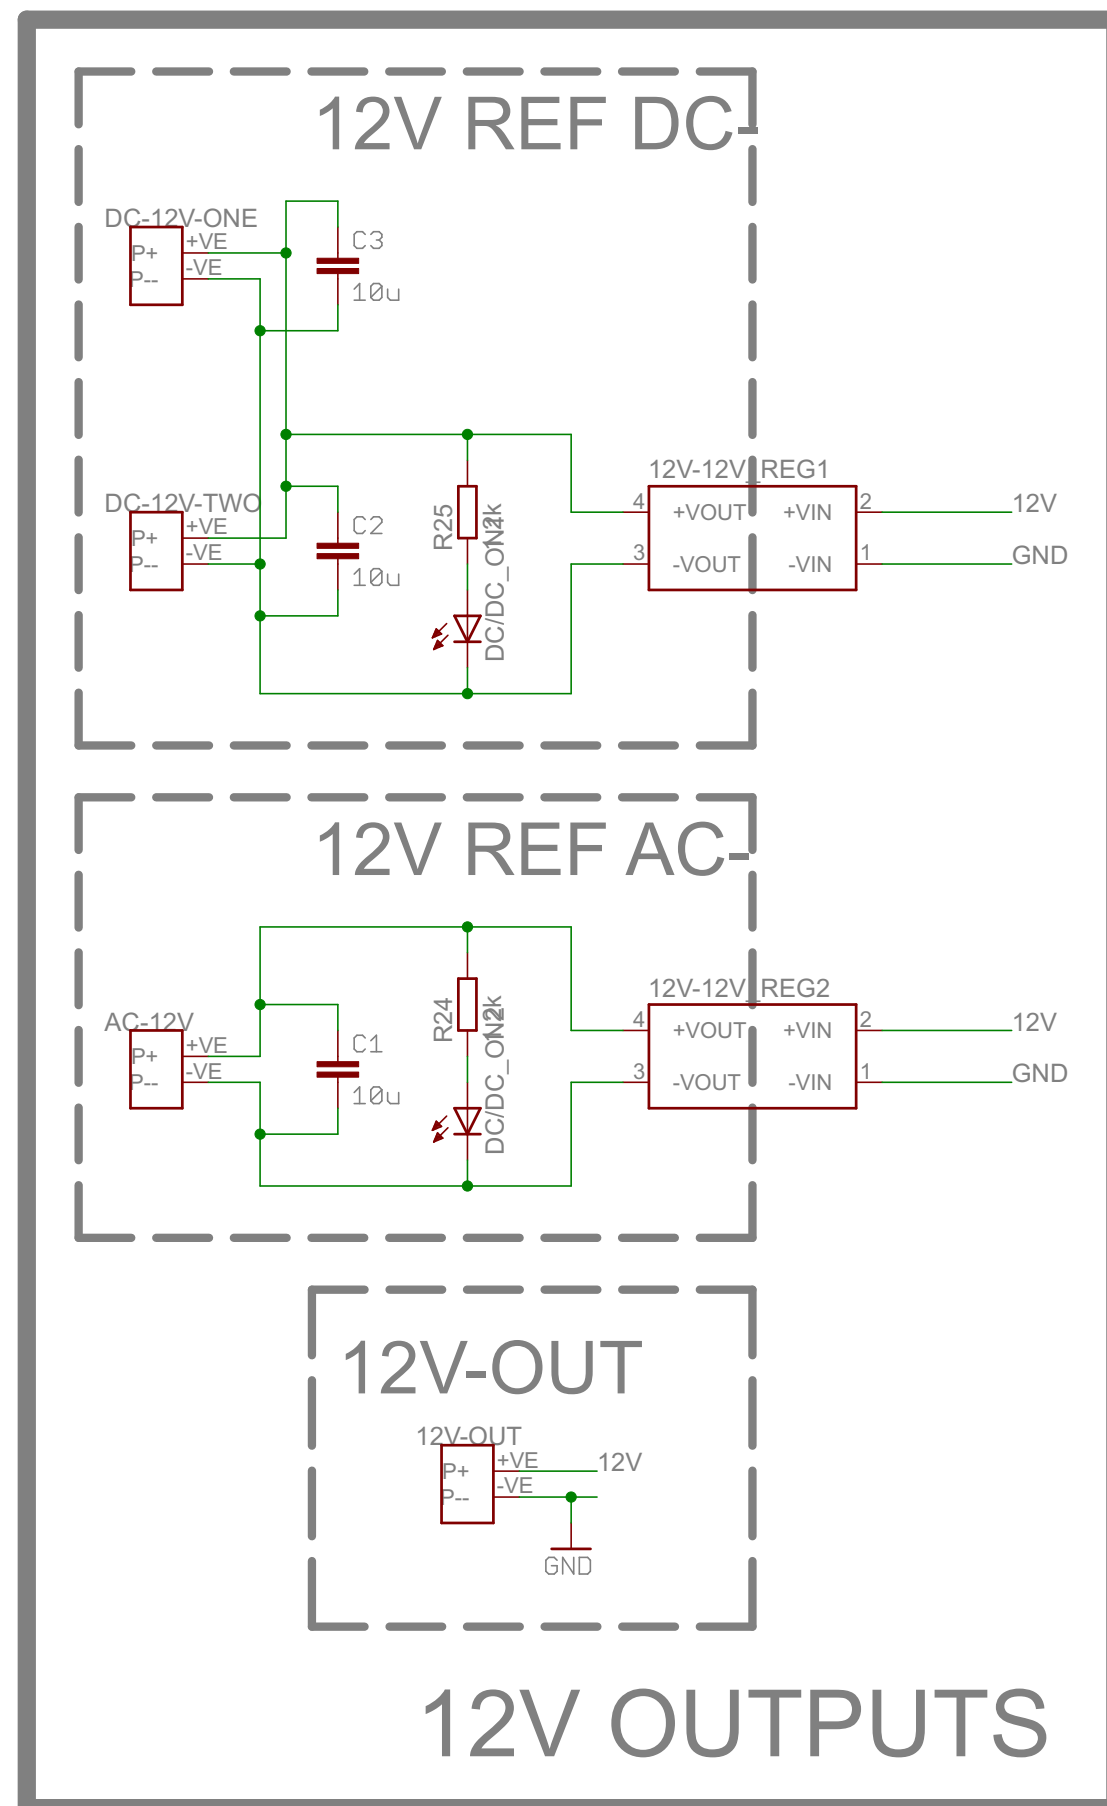 12V REF DC-
DC-12V-ONE
P+ +VE
P-- -VE
C3
10u
DC-12V-TWO
P+ +VE
P-- -VE
C2
10u
R25
DC/DC_ON4
12V-12V_REG1
4 +VOUT +VIN 2 12V
3 -VOUT -VIN 1 GND
12V REF AC-
AC-12V
P+ +VE
P-- -VE
C1
10u
R24
DC/DC_ON2
12V-12V_REG2
4 +VOUT +VIN 2 12V
3 -VOUT -VIN 1 GND
12V-OUT
12V-OUT
P+ +VE 12V
P-- -VE
GND
12V OUTPUTS